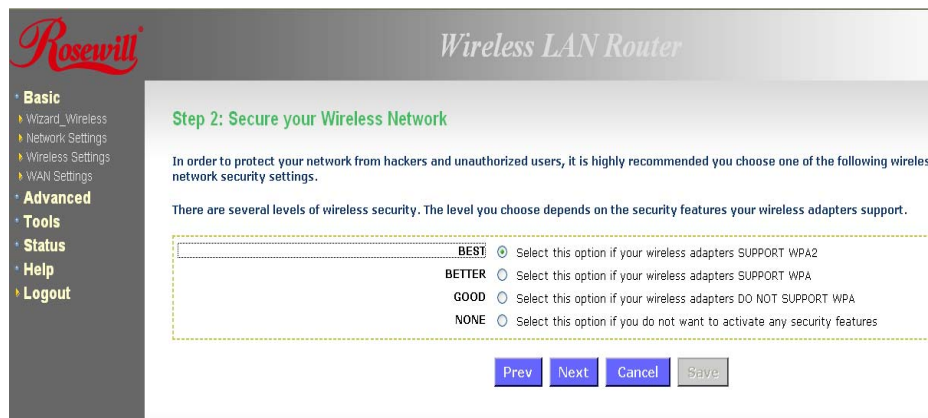 Rosewill
Wireless LAN Router
Basic
Wizard_Wireless
Network Settings
Wireless Settings
WAN Settings
Advanced
Tools
Status
Help
Logout
Step 2: Secure your Wireless Network
In order to protect your network from hackers and unauthorized users, it is highly recommended you choose one of the following wireles
network security settings.
There are several levels of wireless security. The level you choose depends on the security features your wireless adapters support.
BEST Select this option if your wireless adapters SUPPORT WPA2
BETTER Select this option if your wireless adapters SUPPORT WPA
GOOD Select this option if your wireless adapters DO NOT SUPPORT WPA
NONE Select this option if you do not want to activate any security features
Prev Next Cancel Save